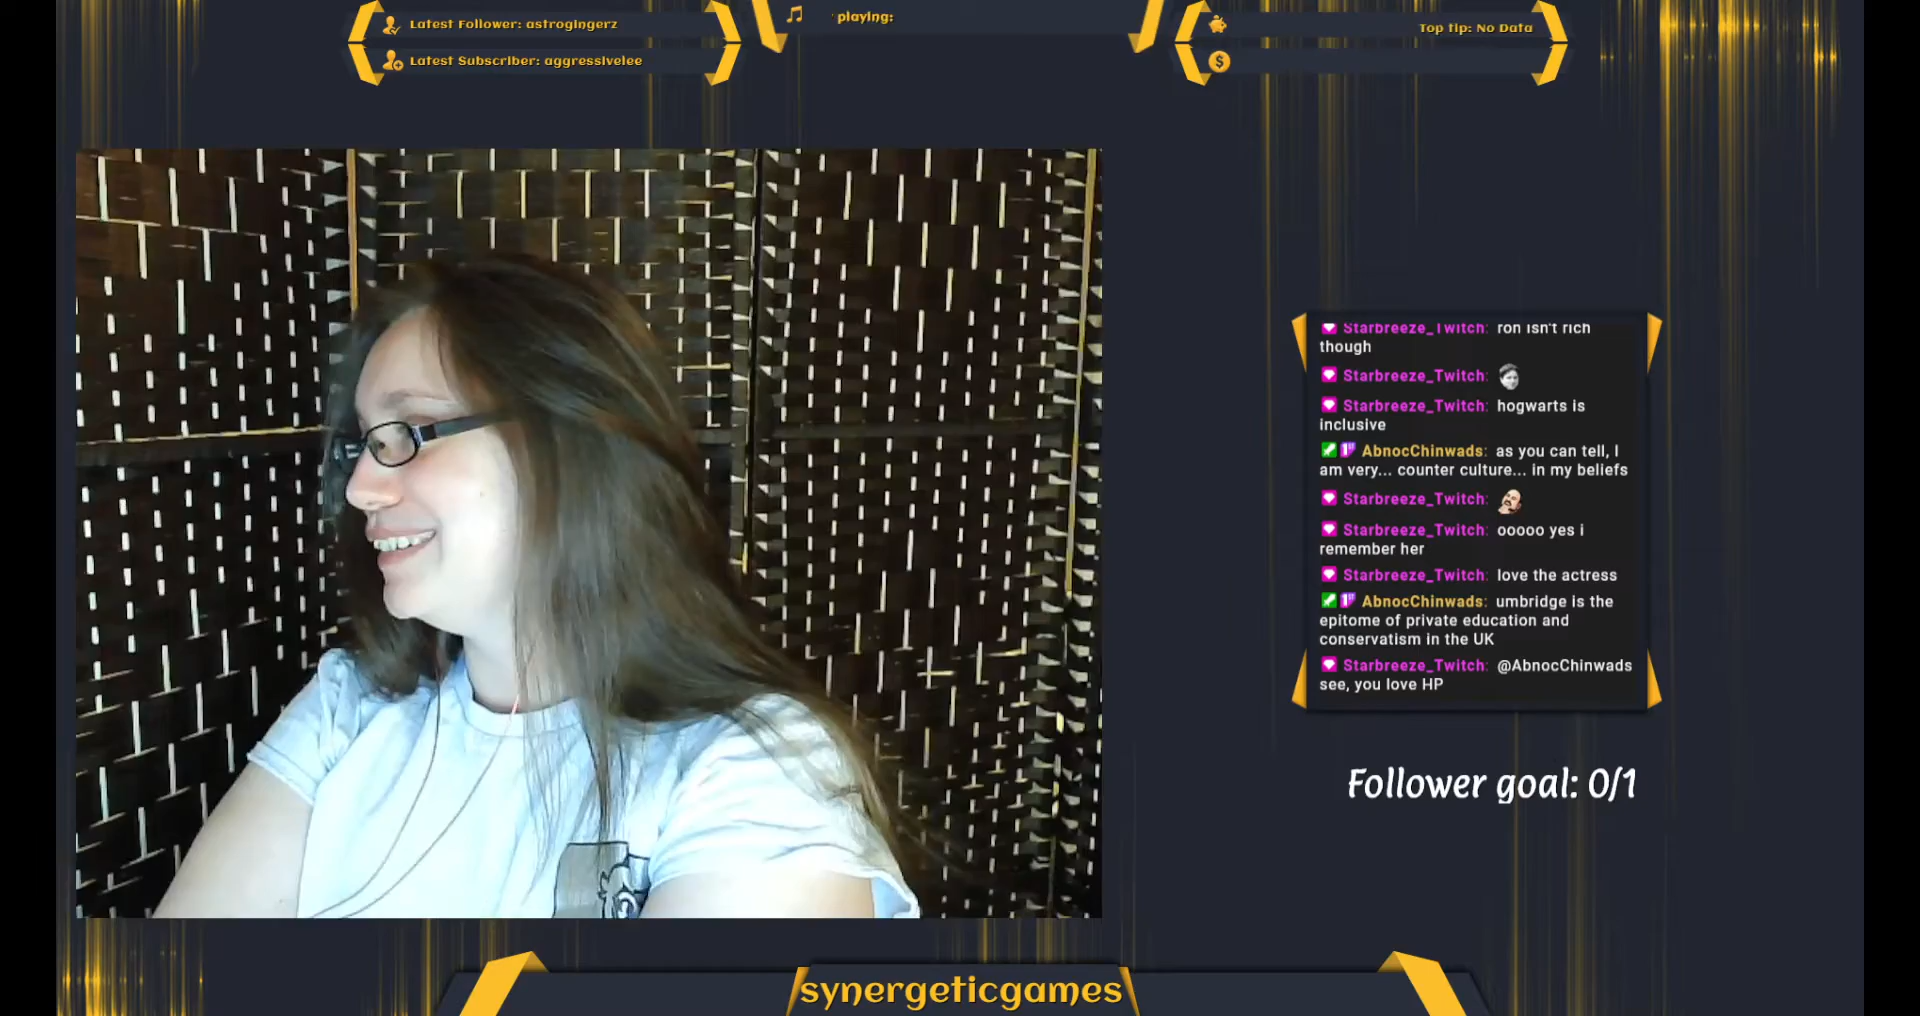 Latest Follower: astrogingerz
Latest Subscriber: aggressivelee
playing:
Top tip: No Data
Starbreeze_Twitch: ron isn't rich
though
Starbreeze_Twitch:
Starbreeze_Twitch: hogwarts is
inclusive
AbnocChinwads: as you can tell, I
am very... counter culture... in my beliefs
Starbreeze_Twitch:
Starbreeze_Twitch: ooooo yes i
remember her
Starbreeze_Twitch: love the actress
AbnocChinwads: umbridge is the
epitome of private education and
conservatism in the UK
Starbreeze_Twitch: @AbnocChinwads
see, you love HP
Follower goal: 0/1
synergeticgames